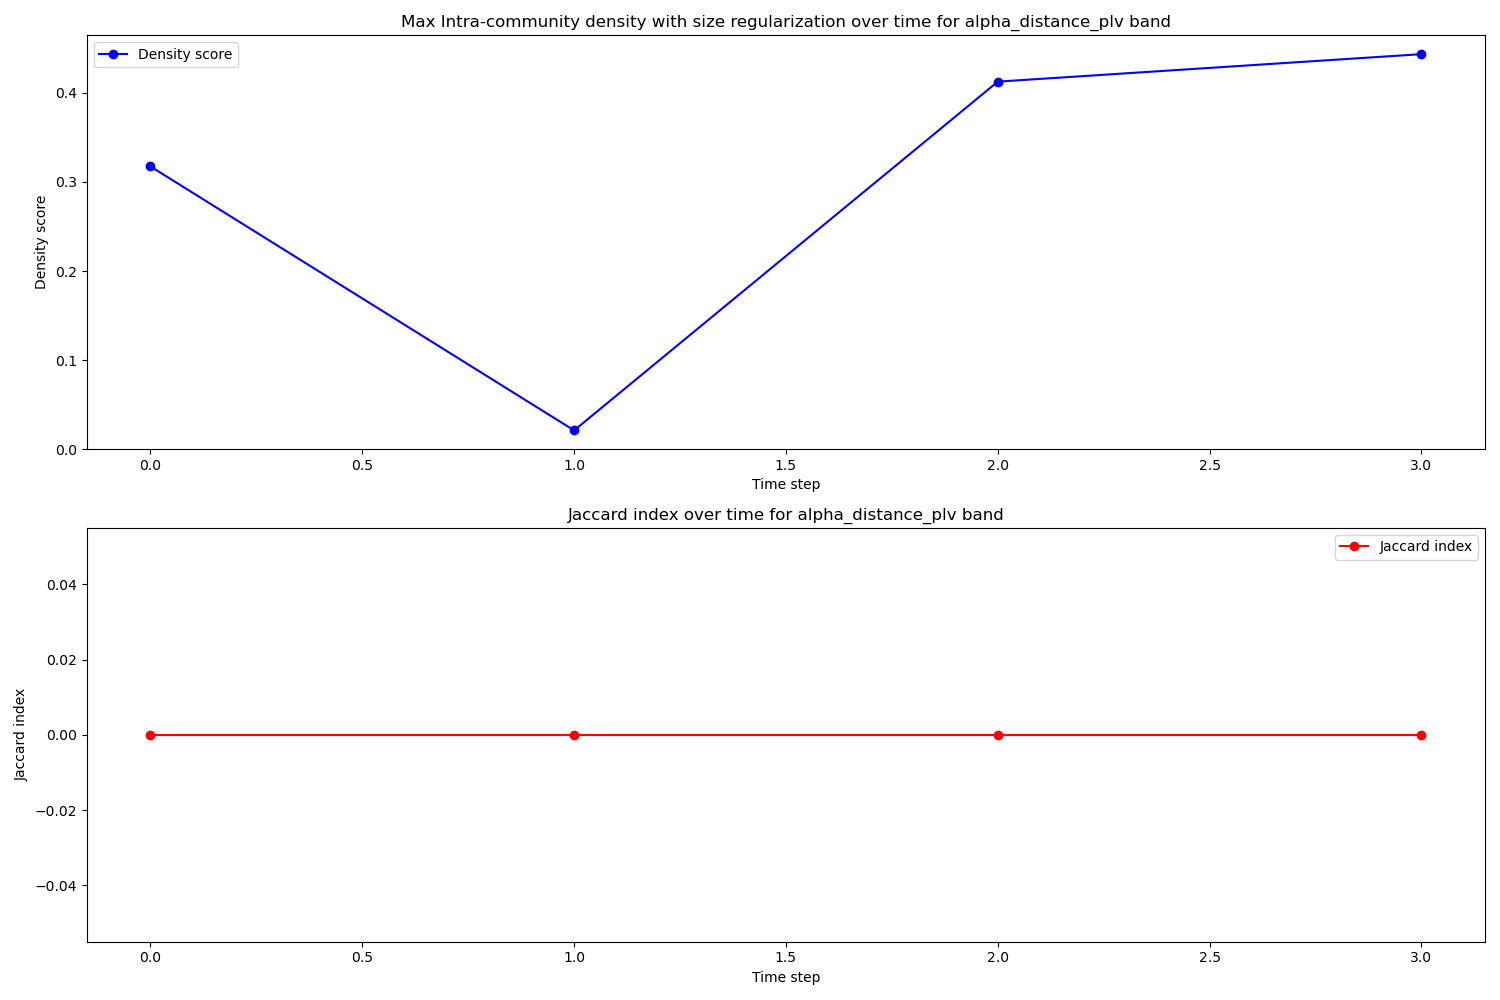 Max Intra-community density with size regularization over time for alpha_distance_plv band
Density score
Density score
0.4
0.3
0.2
0.1
0.0
0.0 0.5 1.0 1.5 2.0 2.5 3.0
Time step
Jaccard index over time for alpha_distance_plv band
Jaccard index
Jaccard index
0.04
0.02
0.00
−0.02
−0.04
0.0 0.5 1.0 1.5 2.0 2.5 3.0
Time step